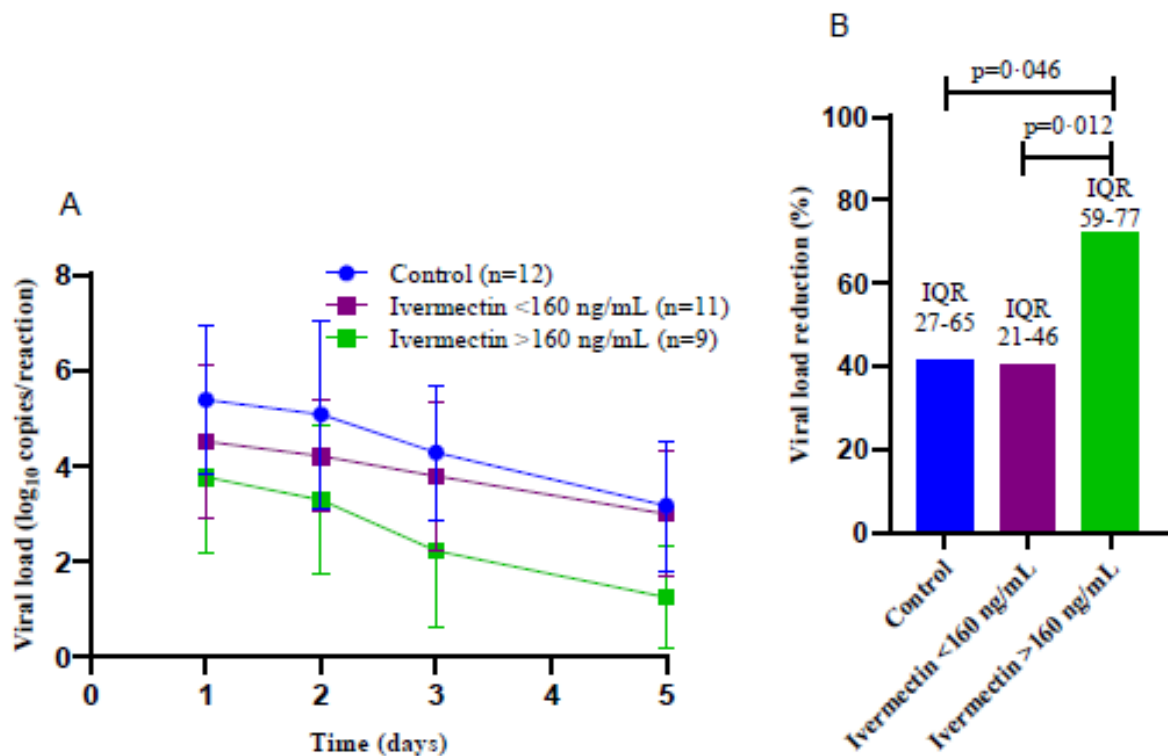 A
Viral load (log10 copies/reaction)
8
6
4
2
0
Control (n=12)
Ivermectin <160 ng/mL (n=11)
Ivermectin >160 ng/mL (n=9)
0 1 2 3 4 5
Time (days)
B
p=0·046
p=0·012
Viral load reduction (%)
100
80
60
40
20
0
IQR
27-65
IQR
21-46
IQR
59-77
Control
Ivermectin <160 ng/mL
Ivermectin >160 ng/mL